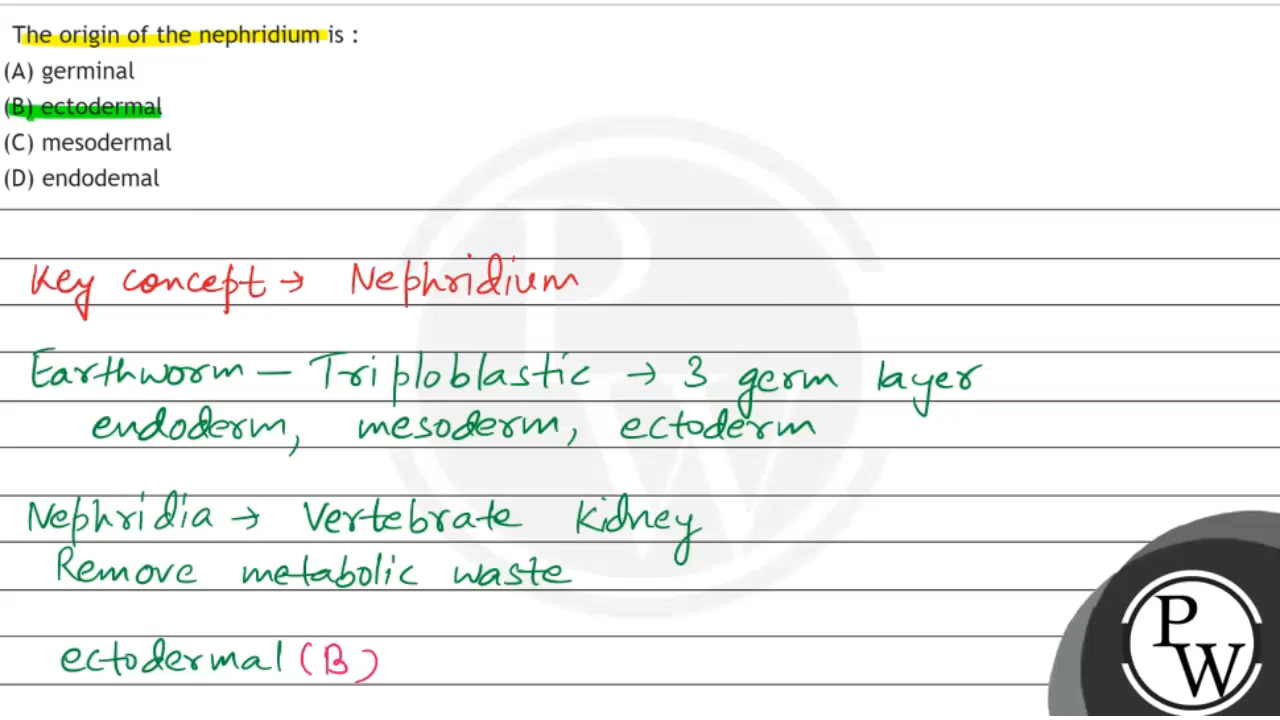 The origin of the nephridium is :
(A) germinal
(B) ectodermal
(C) mesodermal
(D) endodemal
Key concept → Nephridium
Earthworm – Triploblastic → 3 germ layer
endoderm, mesoderm, ectoderm
Nephridia → Vertebrate kidney
Remove metabolic waste
ectodermal (B)
PW
PW